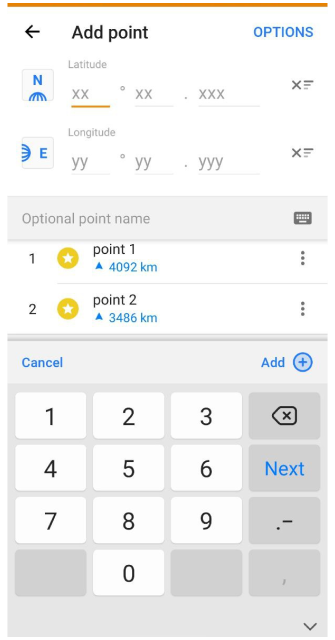 Add point
OPTIONS
Latitude
N
xx ° xx . xxx
Longitude
E
yy ° yy . yyy
Optional point name
1
point 1
4092 km
2
point 2
3486 km
Cancel
Add
1 2 3
4 5 6 Next
7 8 9 .-
0 ,